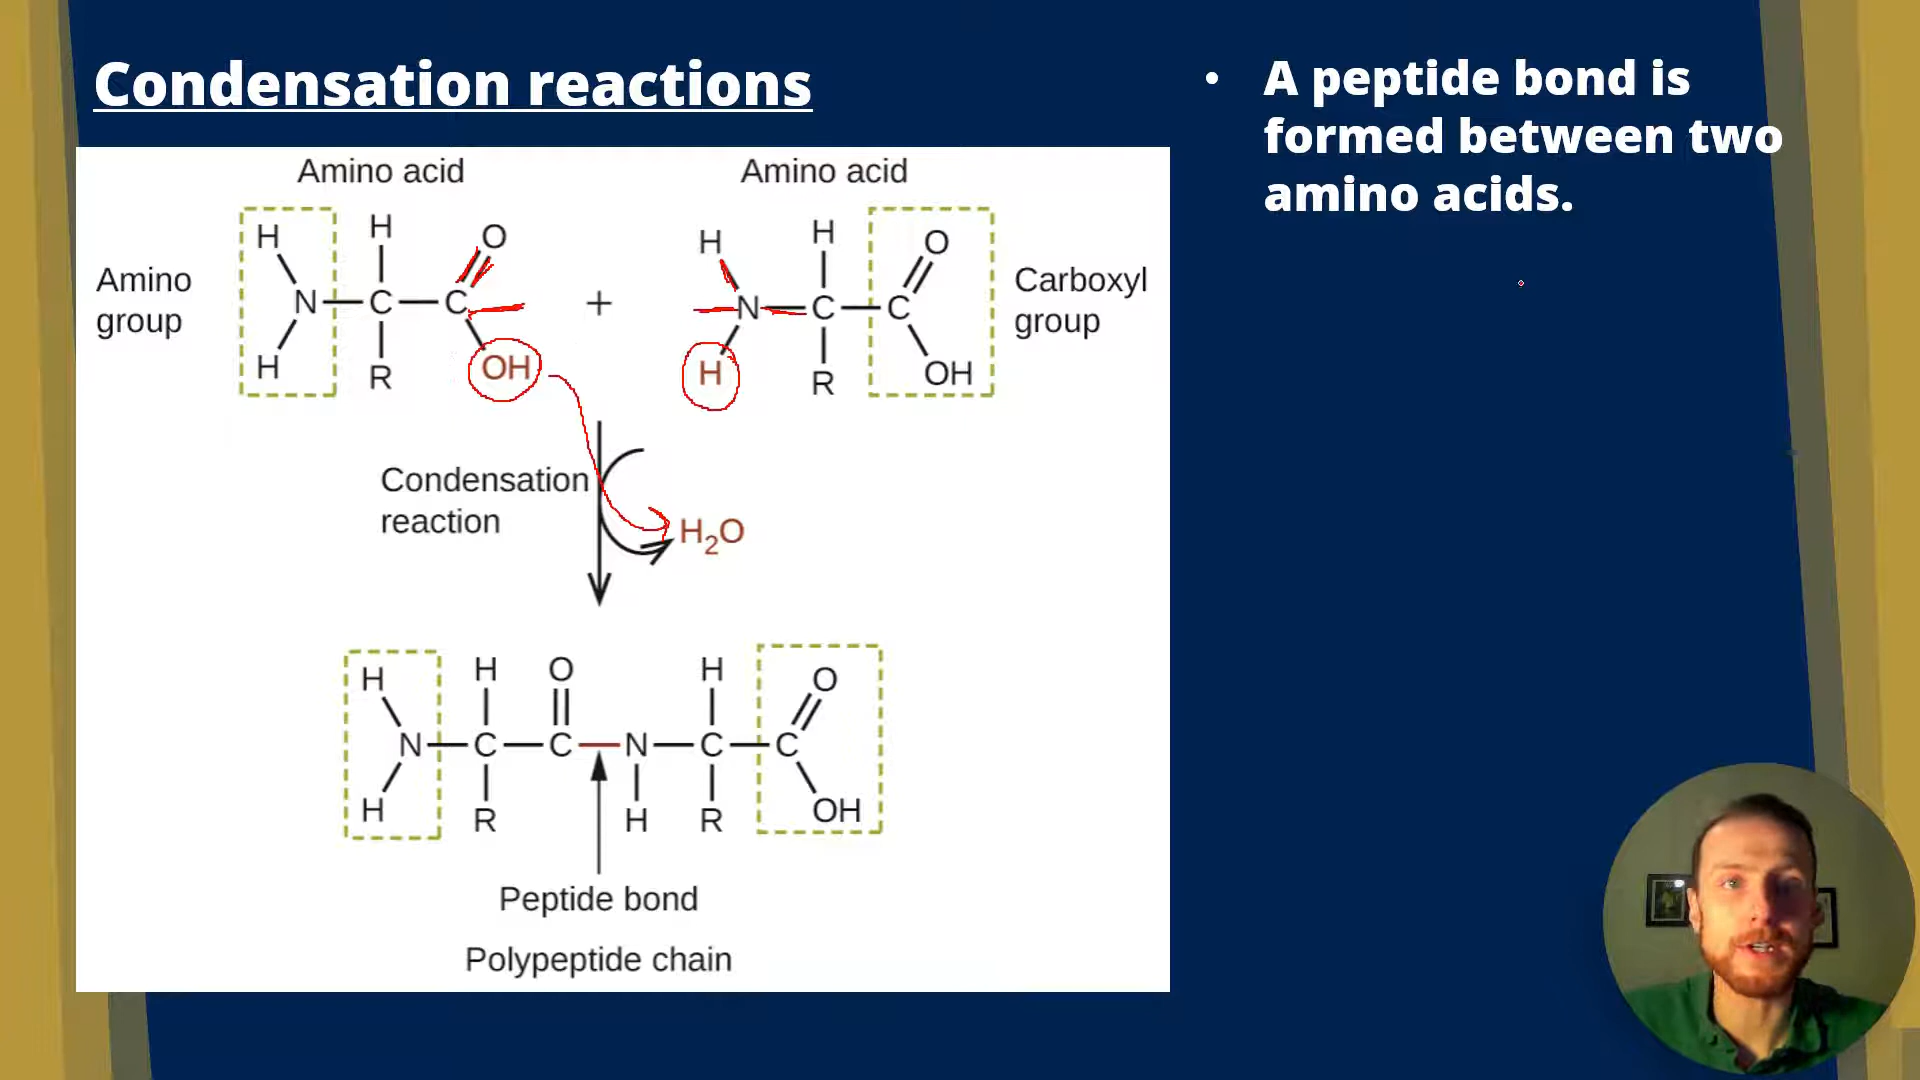 Condensation reactions
• A peptide bond is
formed between two
amino acids.
Amino acid
Amino acid
Amino
group
H
H
N
C
H
R
C
O
OH
+
H
H
N
C
H
R
C
O
OH
Carboxyl
group
Condensation
reaction
H₂O
H
H
N
C
H
R
C
O
N
H
C
H
R
C
O
OH
Peptide bond
Polypeptide chain